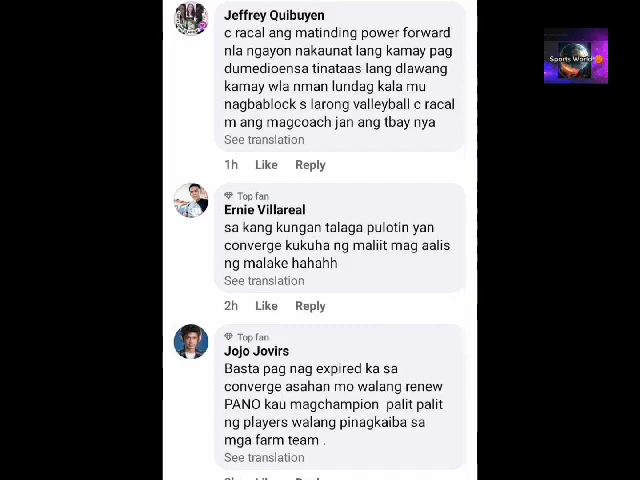 Jeffrey Quibuyen
c racal ang matinding power forward
nla ngayon nakaunat lang kamay pag
dumedioensa tinataas lang dlawang
kamay wla nman lundag kala mu
nagbablock s larong valleyball c racal
m ang magcoach jan ang tbay nya
See translation
1h Like Reply
Top fan
Ernie Villareal
sa kang kungan talaga pulotin yan
converge kukuha ng maliit mag aalis
ng malake hahahh
See translation
2h Like Reply
Top fan
Jojo Jovirs
Basta pag nag expired ka sa
converge asahan mo walang renew
PANO kau magchampion palit palit
ng players walang pinagkaiba sa
mga farm team .
See translation
Sports World